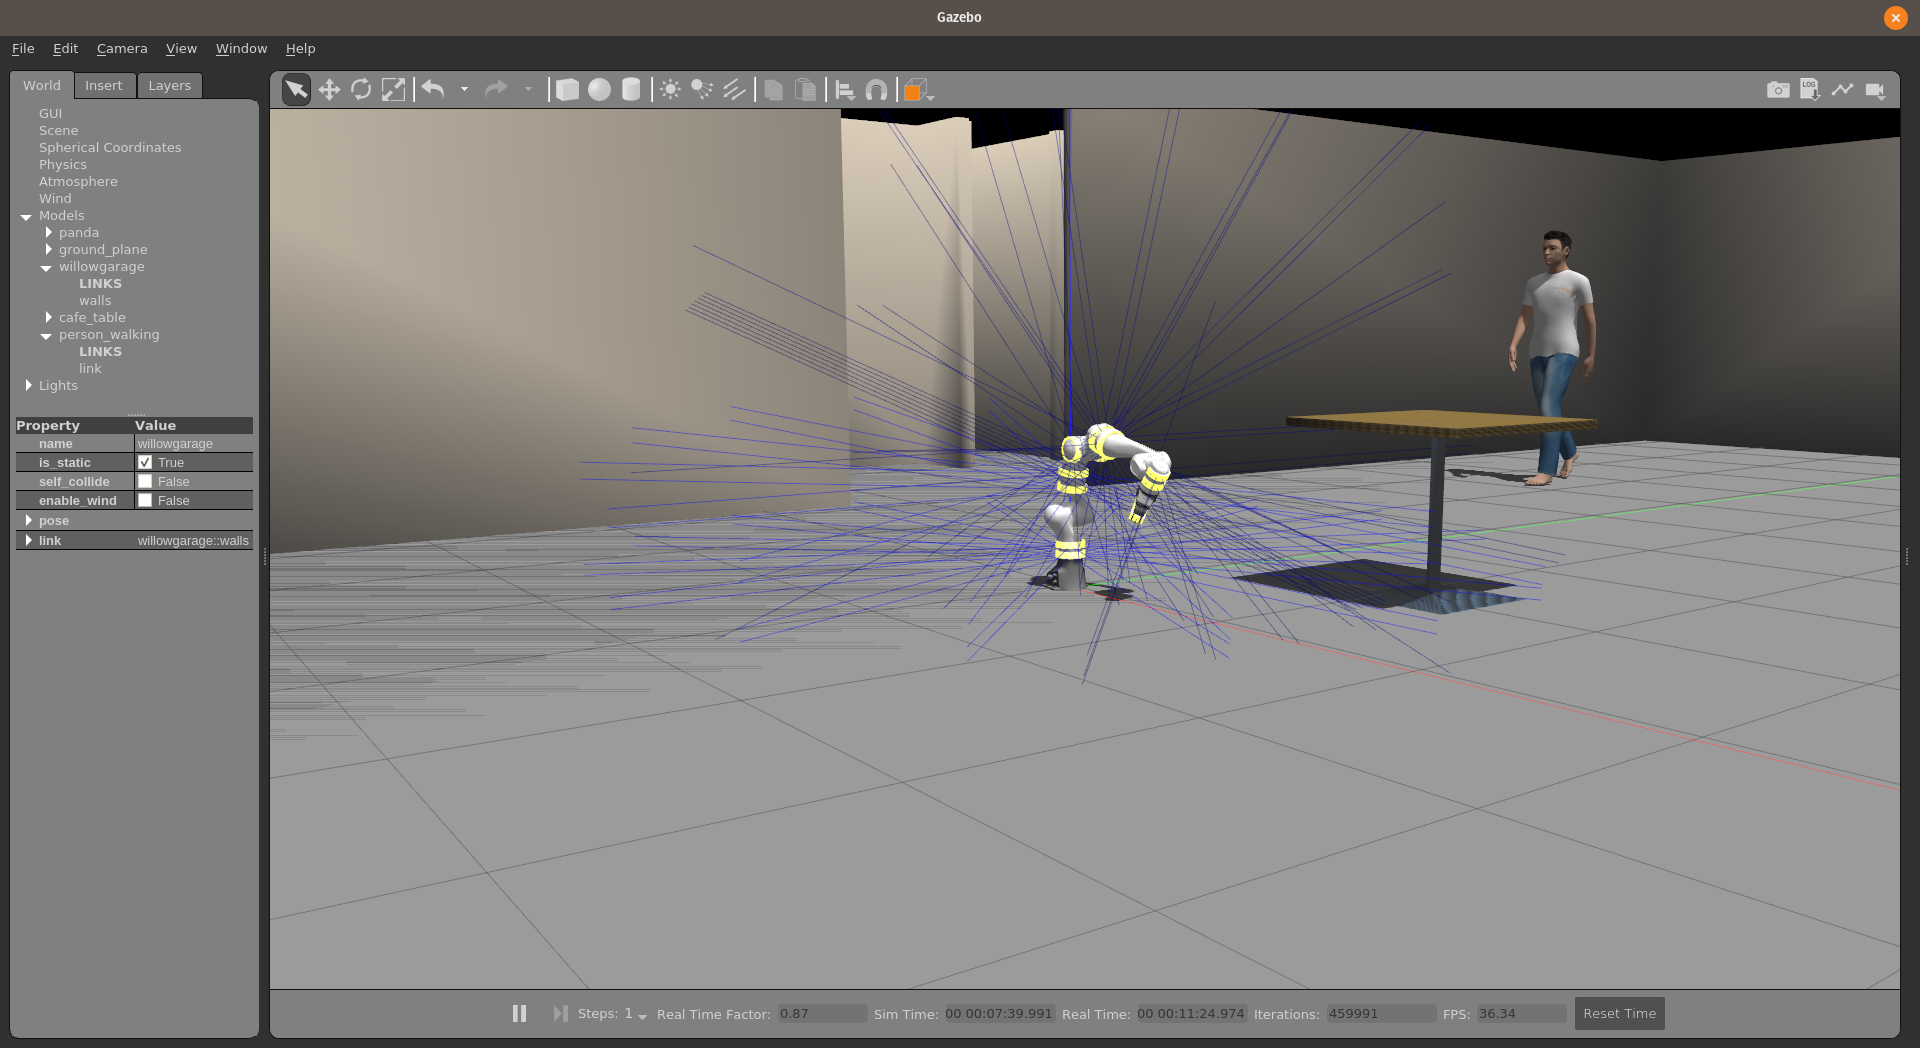 Gazebo
File Edit Camera View Window Help
World Insert Layers
GUI
Scene
Spherical Coordinates
Physics
Atmosphere
Wind
Models
panda
ground_plane
willowgarage
LINKS
walls
cafe_table
person_walking
LINKS
link
Lights
Property Value
name willowgarage
is_static True
self_collide False
enable_wind False
pose
link willowgarage::walls
LOG
Steps: 1 Real Time Factor: 0.87 Sim Time: 00 00:07:39.991 Real Time: 00 00:11:24.974 Iterations: 459991 FPS: 36.34 Reset Time